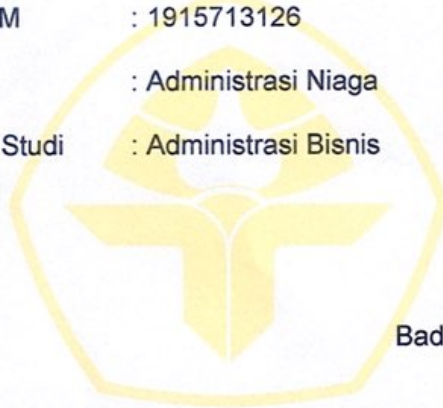 M : 1915713126
: Administrasi Niaga
Studi : Administrasi Bisnis
Bad